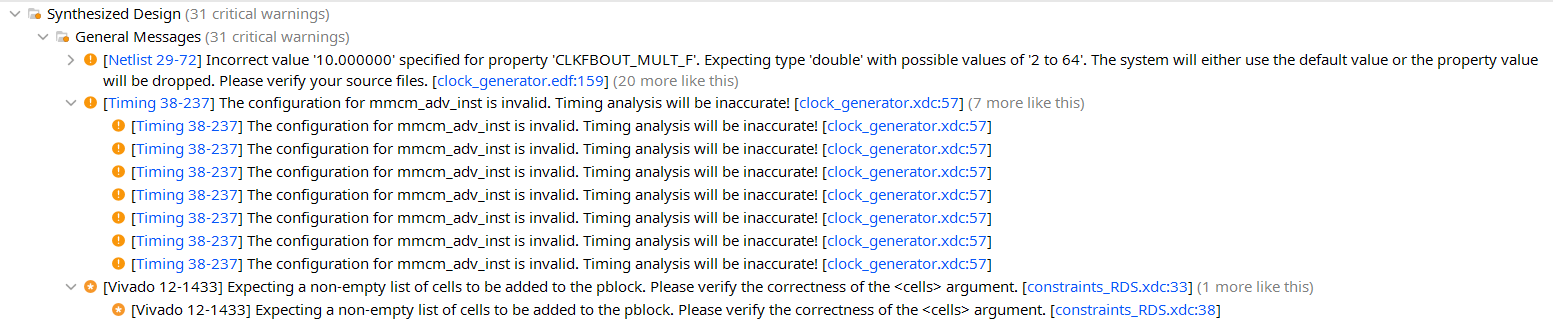 Synthesized Design (31 critical warnings)
General Messages (31 critical warnings)
[Netlist 29-72] Incorrect value '10.000000' specified for property 'CLKFBOUT_MULT_F'. Expecting type 'double' with possible values of '2 to 64'. The system will either use the default value or the property value
will be dropped. Please verify your source files. [clock_generator.edf:159] (20 more like this)
[Timing 38-237] The configuration for mmcm_adv_inst is invalid. Timing analysis will be inaccurate! [clock_generator.xdc:57] (7 more like this)
[Timing 38-237] The configuration for mmcm_adv_inst is invalid. Timing analysis will be inaccurate! [clock_generator.xdc:57]
[Timing 38-237] The configuration for mmcm_adv_inst is invalid. Timing analysis will be inaccurate! [clock_generator.xdc:57]
[Timing 38-237] The configuration for mmcm_adv_inst is invalid. Timing analysis will be inaccurate! [clock_generator.xdc:57]
[Timing 38-237] The configuration for mmcm_adv_inst is invalid. Timing analysis will be inaccurate! [clock_generator.xdc:57]
[Timing 38-237] The configuration for mmcm_adv_inst is invalid. Timing analysis will be inaccurate! [clock_generator.xdc:57]
[Timing 38-237] The configuration for mmcm_adv_inst is invalid. Timing analysis will be inaccurate! [clock_generator.xdc:57]
[Timing 38-237] The configuration for mmcm_adv_inst is invalid. Timing analysis will be inaccurate! [clock_generator.xdc:57]
[Vivado 12-1433] Expecting a non-empty list of cells to be added to the pblock. Please verify the correctness of the <cells> argument. [constraints_RDS.xdc:33] (1 more like this)
[Vivado 12-1433] Expecting a non-empty list of cells to be added to the pblock. Please verify the correctness of the <cells> argument. [constraints_RDS.xdc:38]